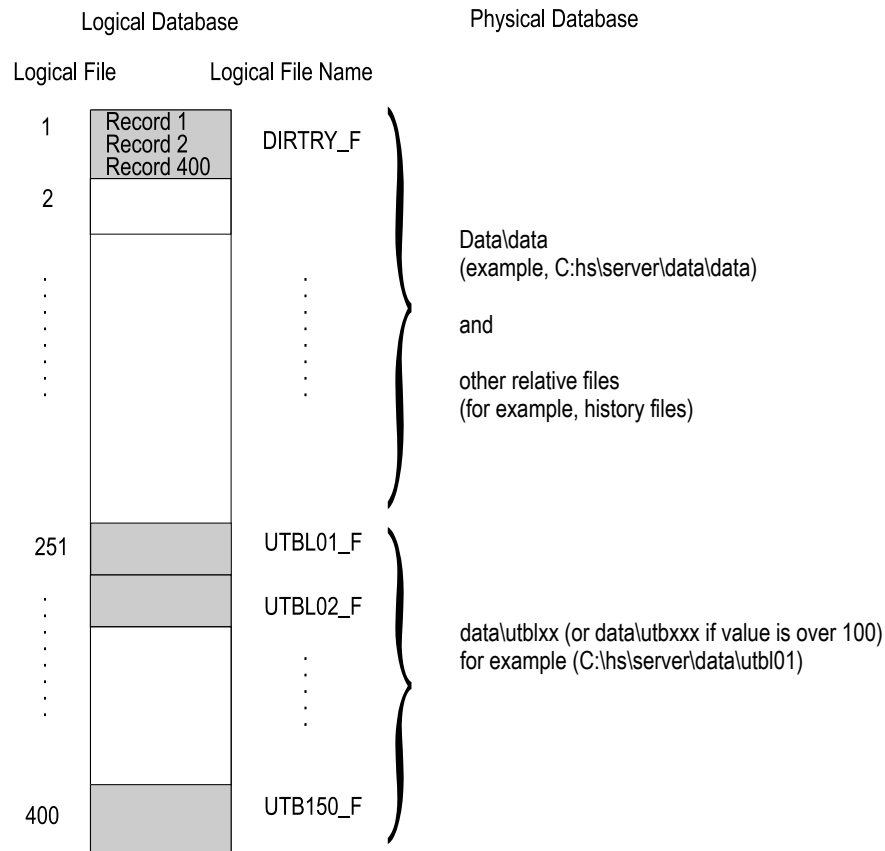 Logical Database
Physical Database
Logical File
Logical File Name
1
Record 1
Record 2
Record 400
DIRTRY_F
2
Data\data
(example, C:hs\server\data\data)
and
other relative files
(for example, history files)
251
UTBL01_F
UTBL02_F
data\utblxx (or data\utbxxx if value is over 100)
for example (C:\hs\server\data\utbl01)
400
UTB150_F